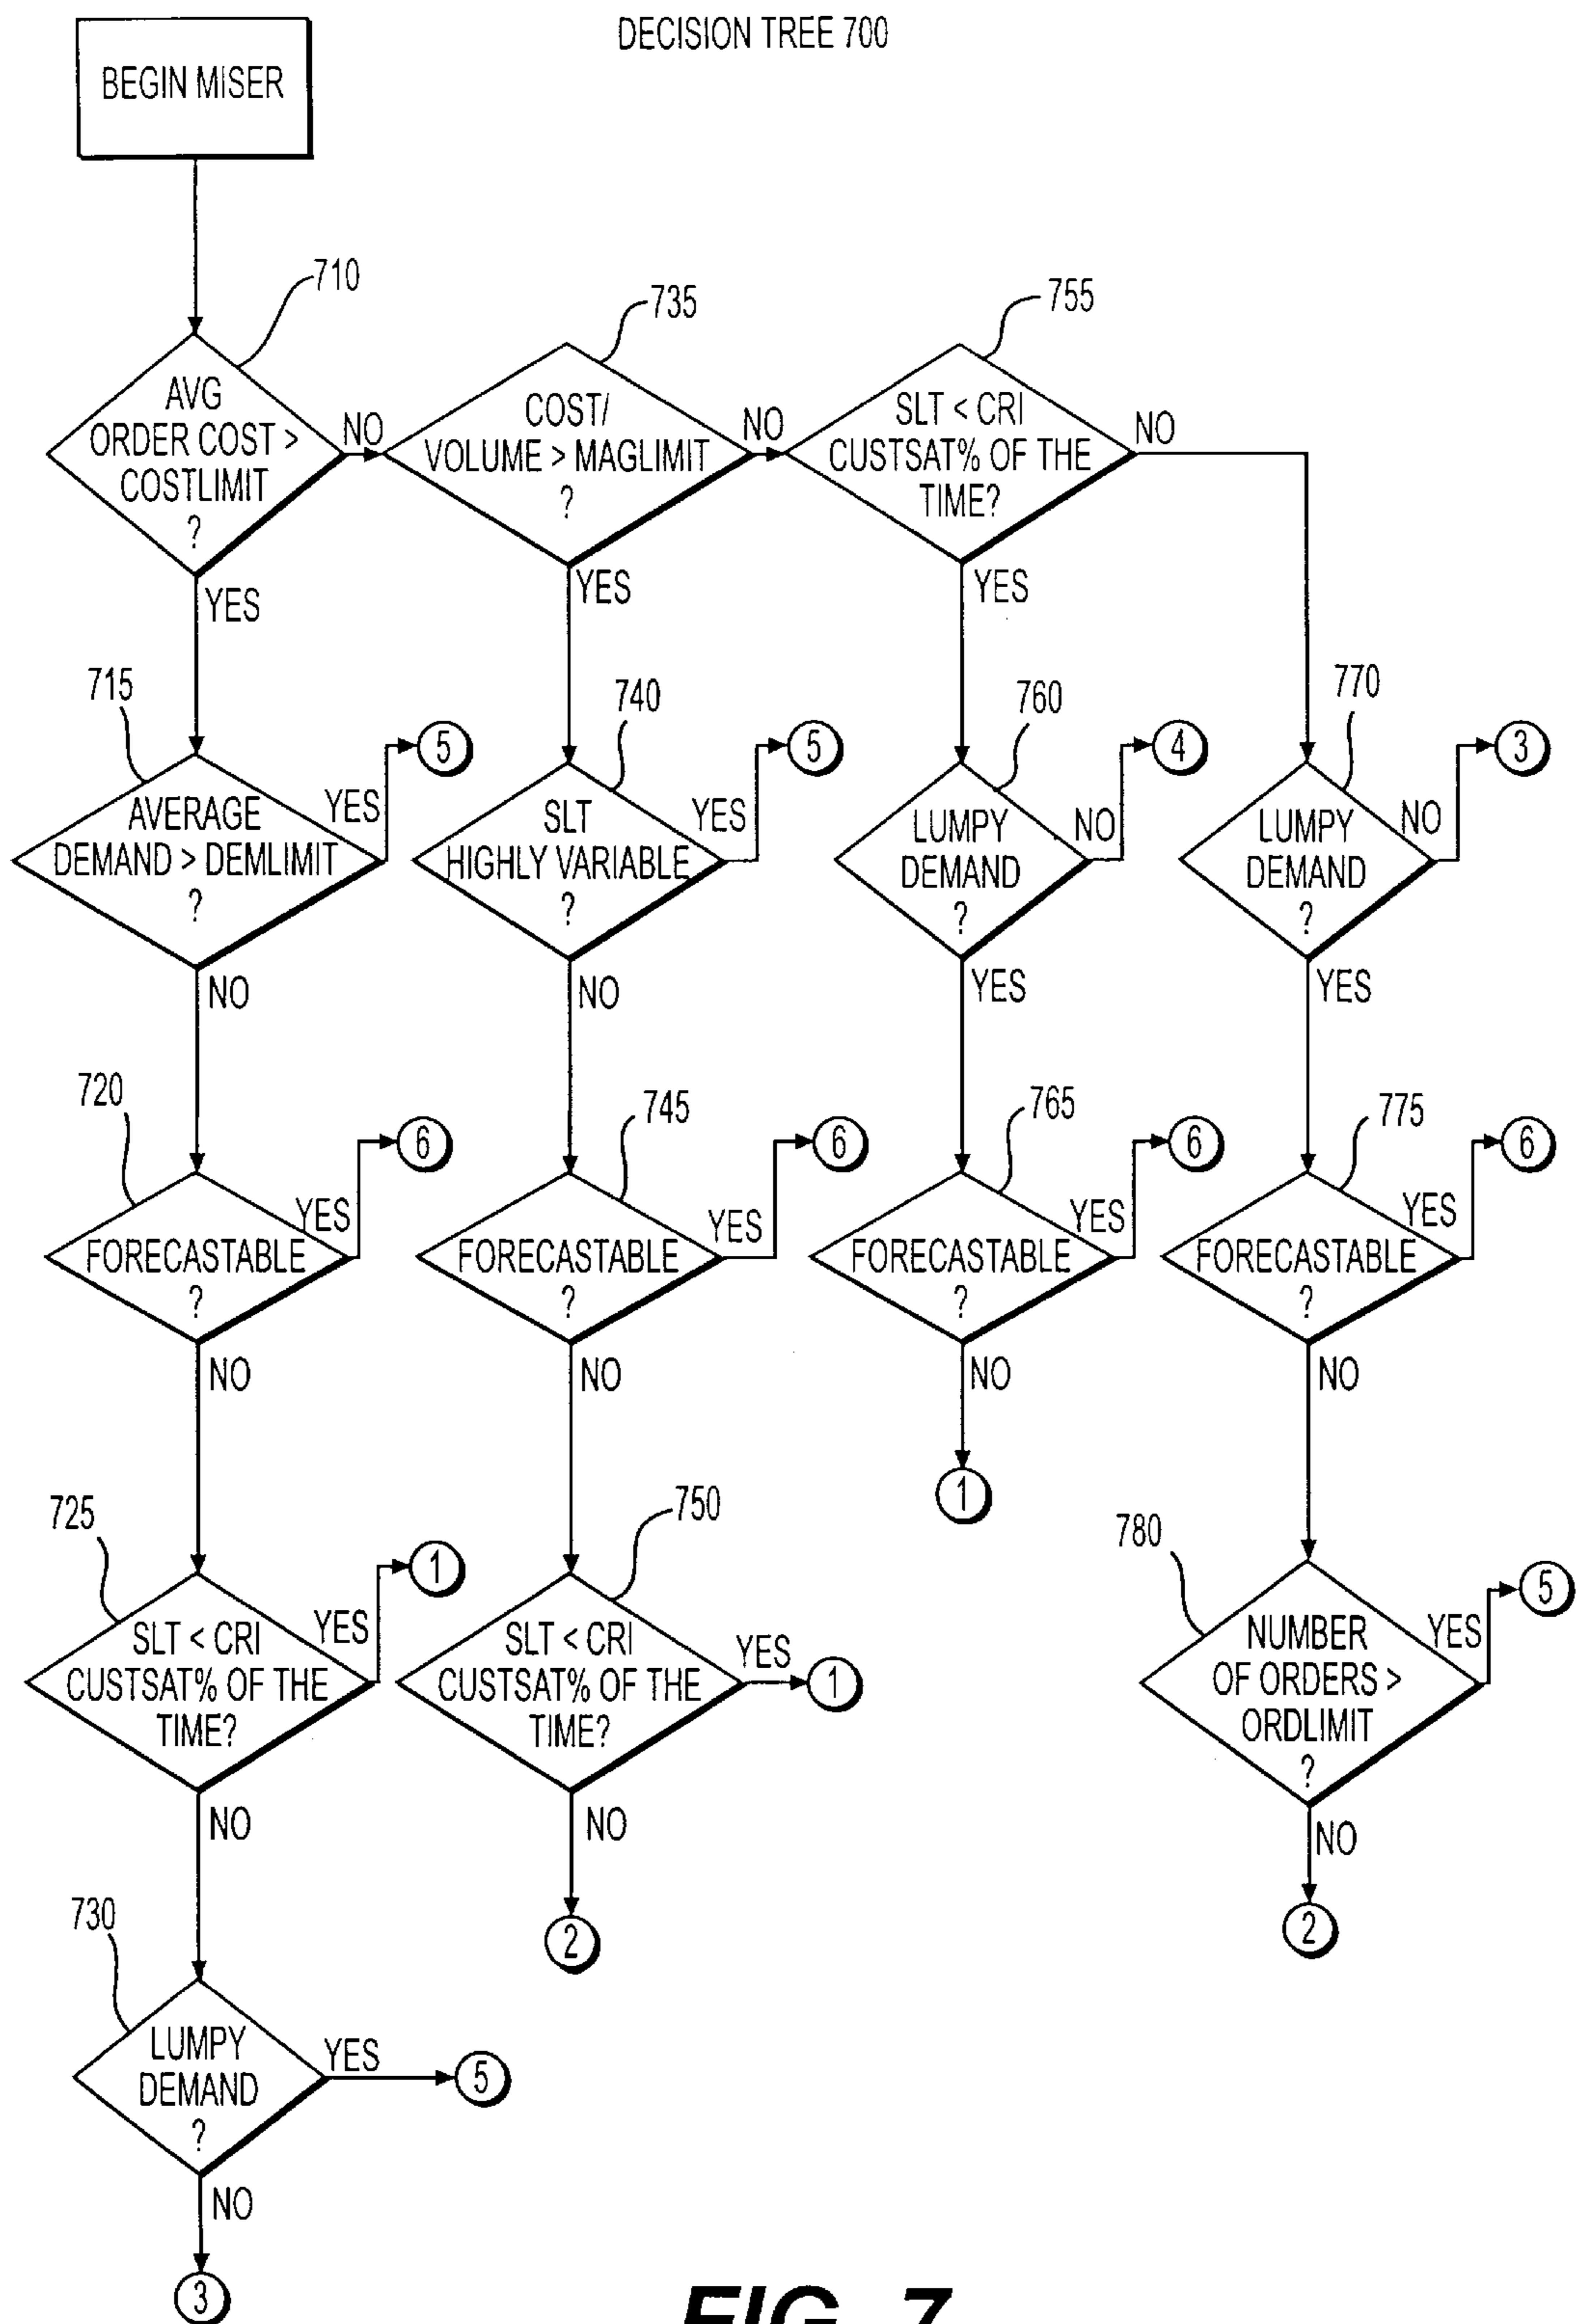 DECISION TREE 700
BEGIN MISER
710
735
755
AVG
ORDER COST >
COSTLIMIT
?
NO
YES
COST/
VOLUME > MAGLIMIT
?
NO
YES
SLT < CRI
CUSTSAT% OF THE
TIME?
NO
YES
715
AVERAGE
DEMAND > DEMLIMIT
?
YES
5
NO
740
SLT
HIGHLY VARIABLE
?
YES
5
NO
760
LUMPY
DEMAND
?
NO
4
YES
770
LUMPY
DEMAND
?
NO
3
YES
720
FORECASTABLE
?
YES
6
NO
745
FORECASTABLE
?
YES
6
NO
765
FORECASTABLE
?
YES
6
NO
1
775
FORECASTABLE
?
YES
6
NO
725
SLT < CRI
CUSTSAT% OF THE
TIME?
YES
1
NO
750
SLT < CRI
CUSTSAT% OF THE
TIME?
YES
1
NO
2
780
NUMBER
OF ORDERS >
ORDLIMIT
?
YES
5
NO
2
730
LUMPY
DEMAND
?
YES
5
NO
3
FIG. 7